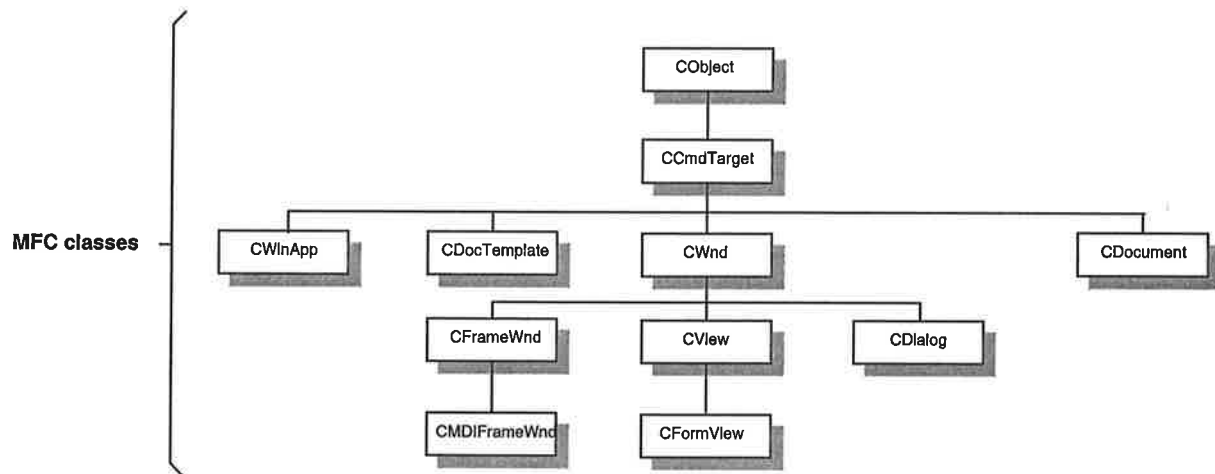 CObject
CCmdTarget
MFC classes
CWinApp
CDocTemplate
CWnd
CDocument
CFrameWnd
CView
CDialog
CMDIFrameWnd
CFormView